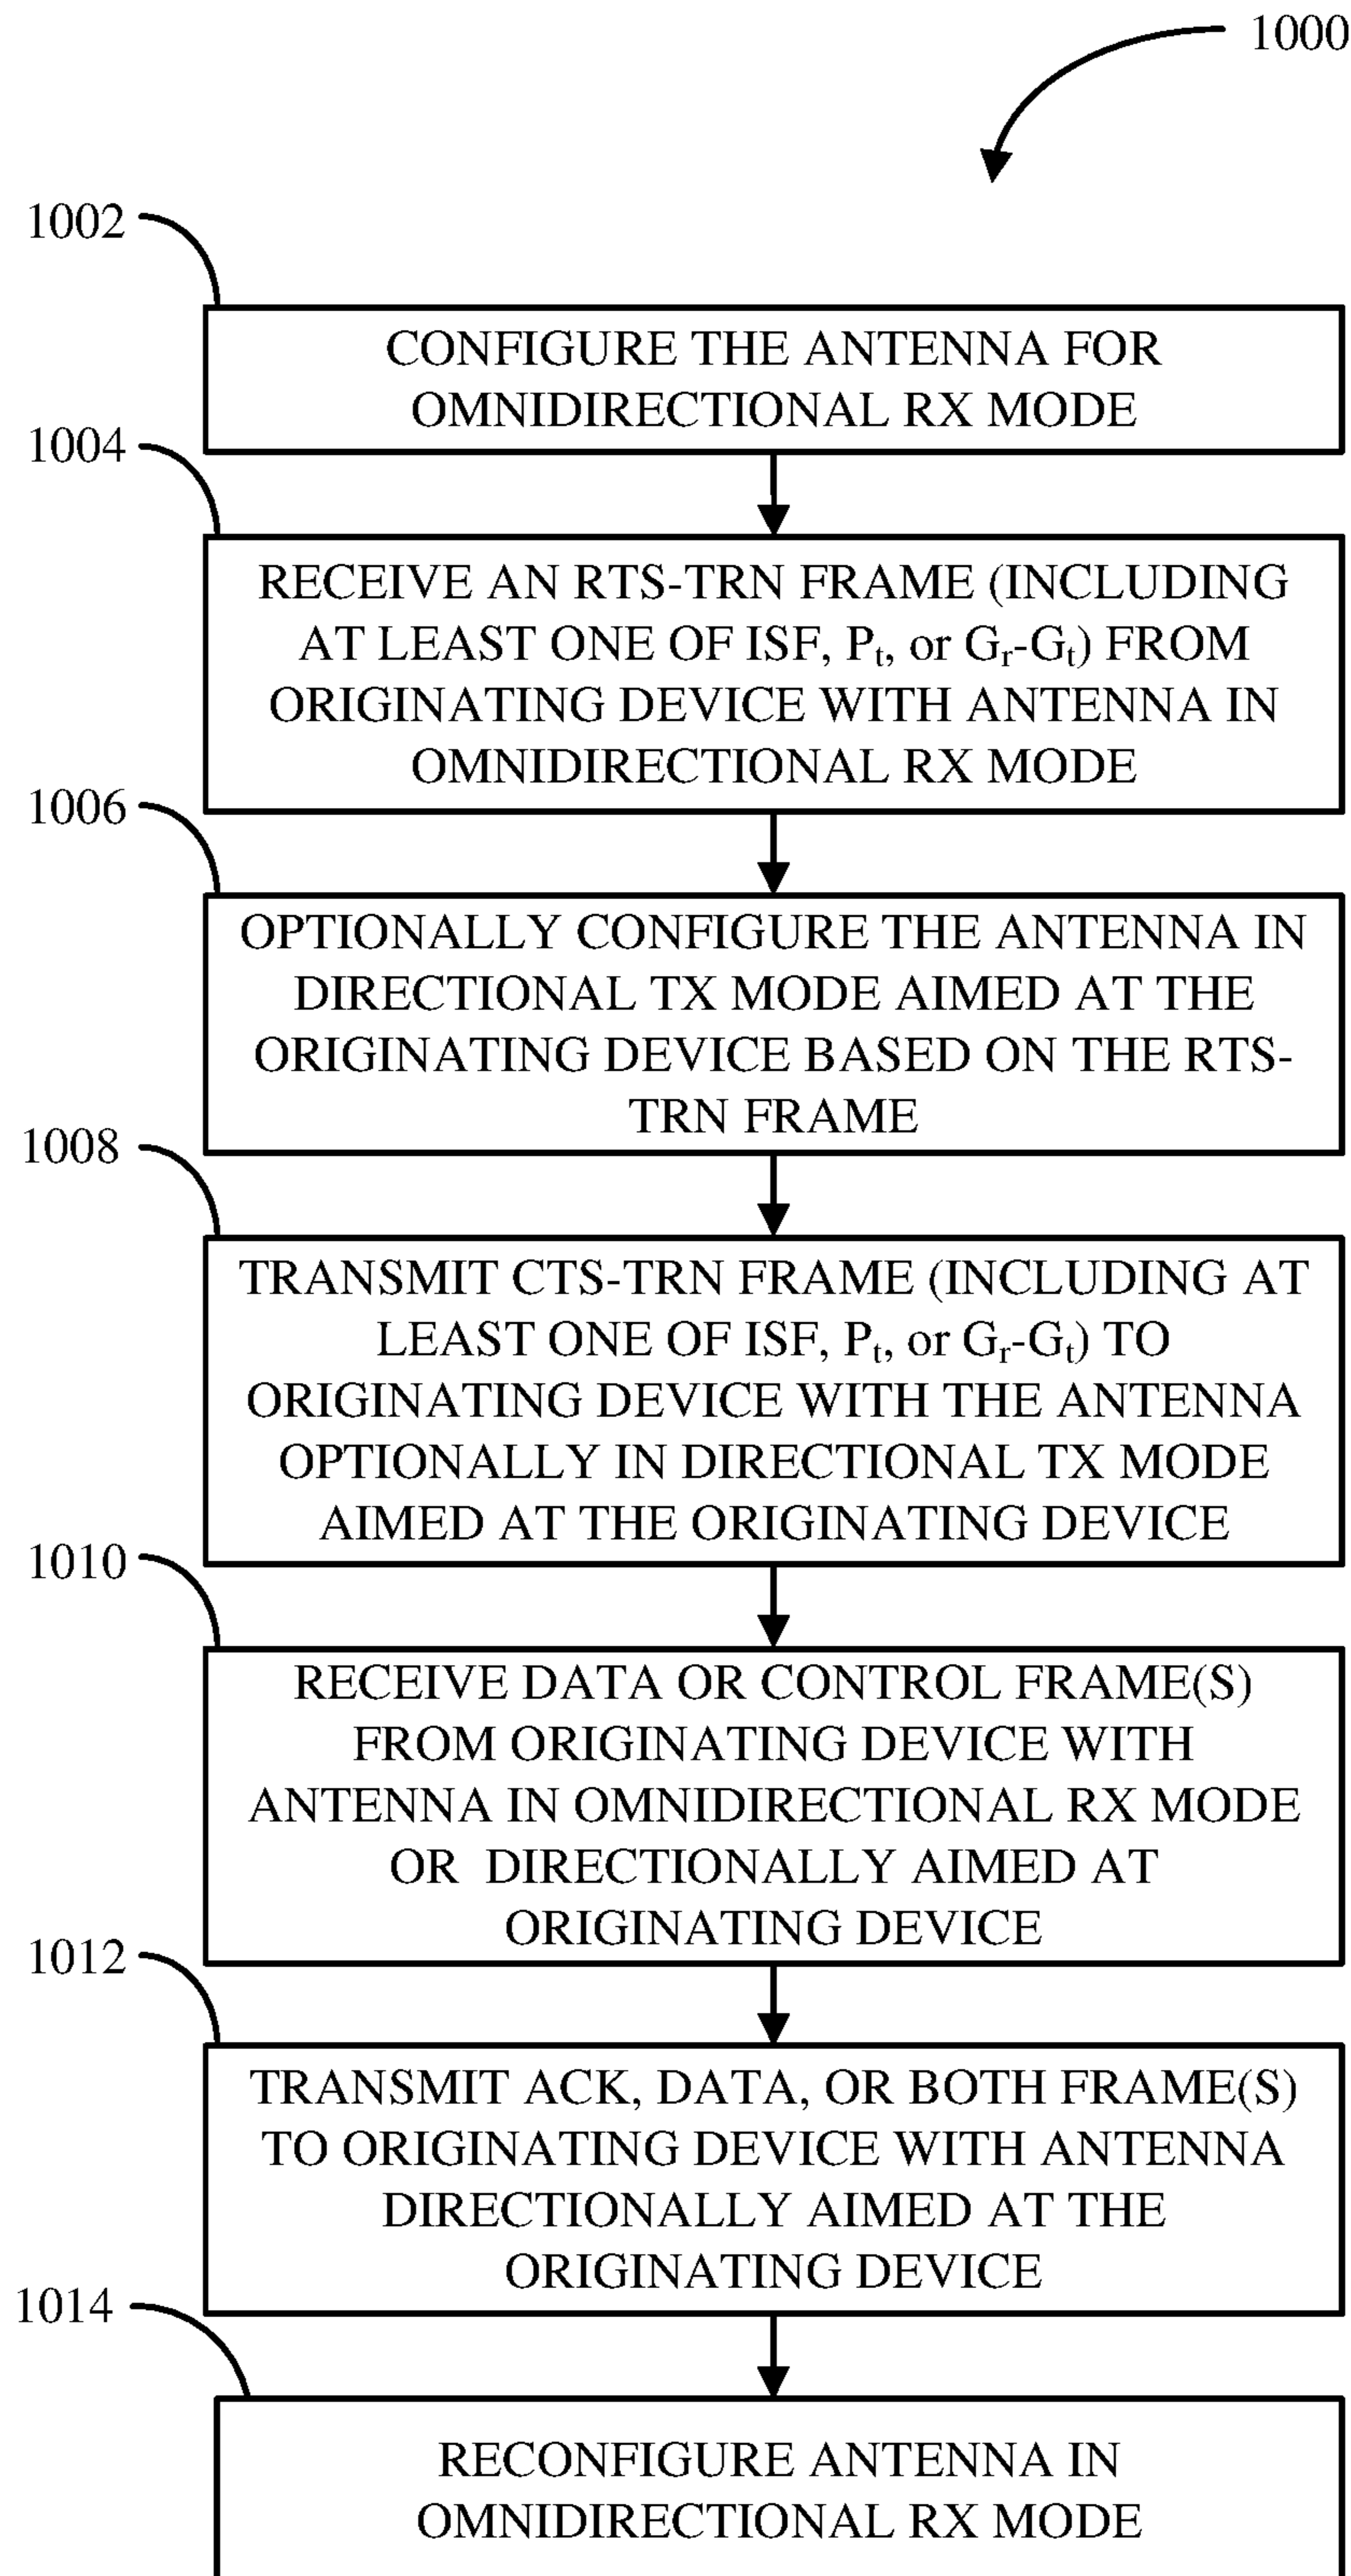 1000
1002
CONFIGURE THE ANTENNA FOR
OMNIDIRECTIONAL RX MODE
1004
RECEIVE AN RTS-TRN FRAME (INCLUDING
AT LEAST ONE OF ISF, Pt, or Gr-Gt) FROM
ORIGINATING DEVICE WITH ANTENNA IN
OMNIDIRECTIONAL RX MODE
1006
OPTIONALLY CONFIGURE THE ANTENNA IN
DIRECTIONAL TX MODE AIMED AT THE
ORIGINATING DEVICE BASED ON THE RTS-
TRN FRAME
1008
TRANSMIT CTS-TRN FRAME (INCLUDING AT
LEAST ONE OF ISF, Pt, or Gr-Gt) TO
ORIGINATING DEVICE WITH THE ANTENNA
OPTIONALLY IN DIRECTIONAL TX MODE
AIMED AT THE ORIGINATING DEVICE
1010
RECEIVE DATA OR CONTROL FRAME(S)
FROM ORIGINATING DEVICE WITH
ANTENNA IN OMNIDIRECTIONAL RX MODE
OR DIRECTIONALLY AIMED AT
ORIGINATING DEVICE
1012
TRANSMIT ACK, DATA, OR BOTH FRAME(S)
TO ORIGINATING DEVICE WITH ANTENNA
DIRECTIONALLY AIMED AT THE
ORIGINATING DEVICE
1014
RECONFIGURE ANTENNA IN
OMNIDIRECTIONAL RX MODE